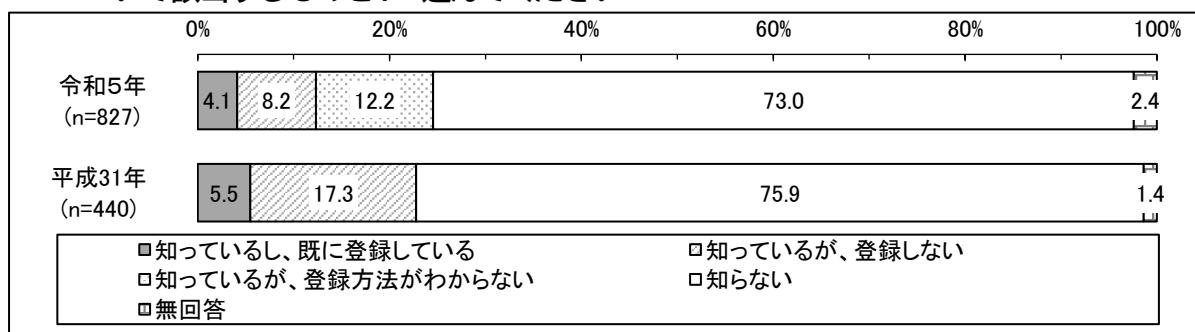 0% 20% 40% 60% 80% 100%
令和5年
(n=827)
4.1 8.2 12.2 73.0 2.4
平成31年
(n=440)
5.5 17.3 75.9 1.4
知っているし、既に登録している 知っているが、登録しない
知っているが、登録方法がわからない 知らない
無回答